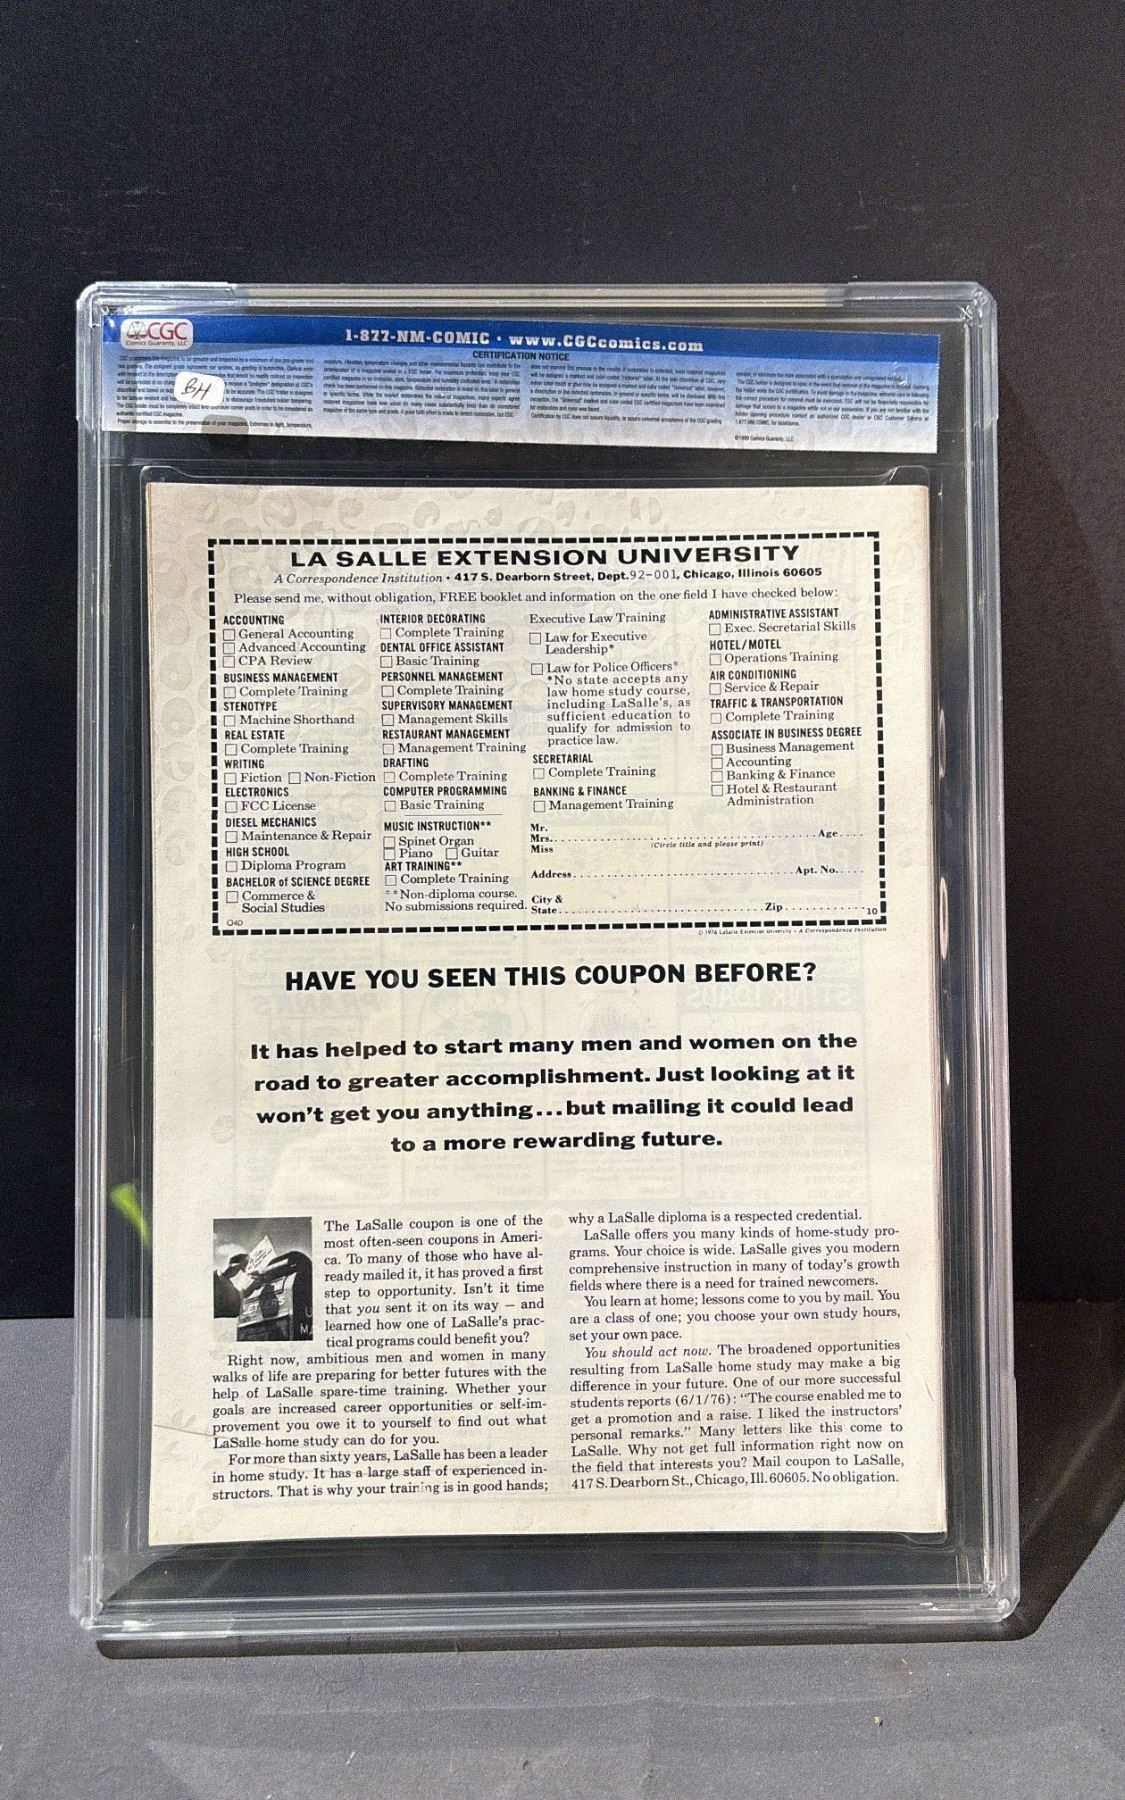 CGC
Comics Guaranty, LLC
1-877-NM-COMIC • www.CGCcomics.com
CERTIFICATION NOTICE
BH
©1999 Comics Guaranty, LLC
LA SALLE EXTENSION UNIVERSITY
A Correspondence Institution • 417 S. Dearborn Street, Dept.92-001, Chicago, Illinois 60605
Please send me, without obligation, FREE booklet and information on the one field I have checked below:
ACCOUNTING
General Accounting
Advanced Accounting
CPA Review
BUSINESS MANAGEMENT
Complete Training
STENOTYPE
Machine Shorthand
REAL ESTATE
Complete Training
WRITING
Fiction Non-Fiction
ELECTRONICS
FCC License
DIESEL MECHANICS
Maintenance & Repair
HIGH SCHOOL
Diploma Program
BACHELOR of SCIENCE DEGREE
Commerce &
Social Studies
040
INTERIOR DECORATING
Complete Training
DENTAL OFFICE ASSISTANT
Basic Training
PERSONNEL MANAGEMENT
Complete Training
SUPERVISORY MANAGEMENT
Management Skills
RESTAURANT MANAGEMENT
Management Training
DRAFTING
Complete Training
COMPUTER PROGRAMMING
Basic Training
MUSIC INSTRUCTION**
Spinet Organ
Piano Guitar
ART TRAINING**
Complete Training
**Non-diploma course.
No submissions required.
Executive Law Training
Law for Executive
Leadership*
Law for Police Officers*
*No state accepts any
law home study course,
including LaSalle's, as
sufficient education to
qualify for admission to
practice law.
SECRETARIAL
Complete Training
BANKING & FINANCE
Management Training
ADMINISTRATIVE ASSISTANT
Exec. Secretarial Skills
HOTEL/MOTEL
Operations Training
AIR CONDITIONING
Service & Repair
TRAFFIC & TRANSPORTATION
Complete Training
ASSOCIATE IN BUSINESS DEGREE
Business Management
Accounting
Banking & Finance
Hotel & Restaurant
Administration
Mr.
Mrs. Age
Miss (Circle title and please print)
Address Apt. No.
City &
State Zip 10
© 1976 LaSalle Extension University • A Correspondence Institution
HAVE YOU SEEN THIS COUPON BEFORE?
It has helped to start many men and women on the
road to greater accomplishment. Just looking at it
won't get you anything...but mailing it could lead
to a more rewarding future.
The LaSalle coupon is one of the
most often-seen coupons in Ameri-
ca. To many of those who have al-
ready mailed it, it has proved a first
step to opportunity. Isn't it time
that you sent it on its way — and
learned how one of LaSalle's prac-
tical programs could benefit you?
Right now, ambitious men and women in many
walks of life are preparing for better futures with the
help of LaSalle spare-time training. Whether your
goals are increased career opportunities or self-im-
provement you owe it to yourself to find out what
LaSalle home study can do for you.
For more than sixty years, LaSalle has been a leader
in home study. It has a large staff of experienced in-
structors. That is why your training is in good hands;
why a LaSalle diploma is a respected credential.
LaSalle offers you many kinds of home-study pro-
grams. Your choice is wide. LaSalle gives you modern
comprehensive instruction in many of today's growth
fields where there is a need for trained newcomers.
You learn at home; lessons come to you by mail. You
are a class of one; you choose your own study hours,
set your own pace.
You should act now. The broadened opportunities
resulting from LaSalle home study may make a big
difference in your future. One of our more successful
students reports (6/1/76): "The course enabled me to
get a promotion and a raise. I liked the instructors'
personal remarks." Many letters like this come to
LaSalle. Why not get full information right now on
the field that interests you? Mail coupon to LaSalle,
417 S. Dearborn St., Chicago, Ill. 60605. No obligation.